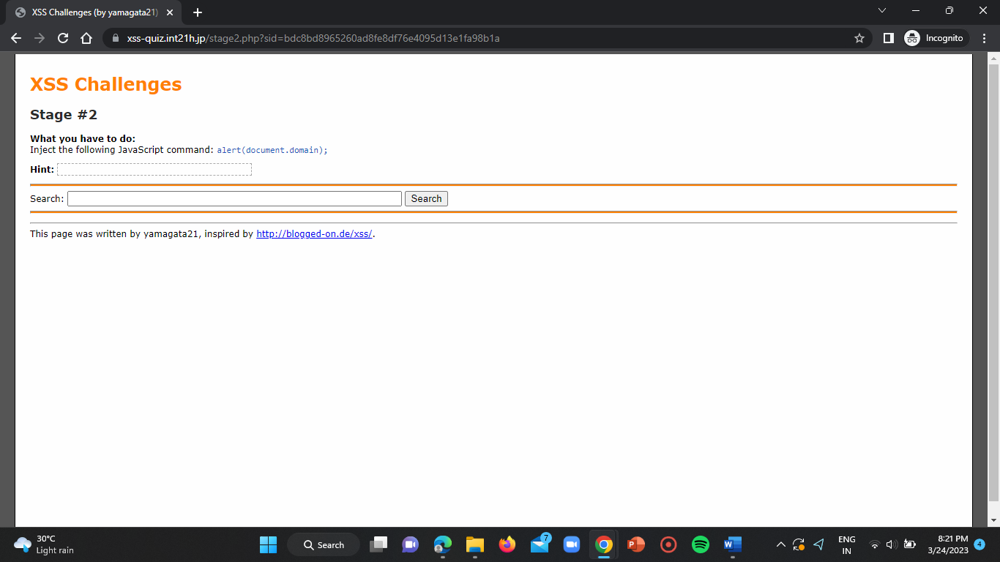 XSS Challenges (by yamagata21)
xss-quiz.int21h.jp/stage2.php?sid=bdc8bd8965260ad8fe8df76e4095d13e1fa98b1a
Incognito
XSS Challenges
Stage #2
What you have to do:
Inject the following JavaScript command: alert(document.domain);
Hint:
Search: Search
This page was written by yamagata21, inspired by http://blogged-on.de/xss/.
30°C
Light rain
Search
7
ENG
IN
8:21 PM
3/24/2023
4